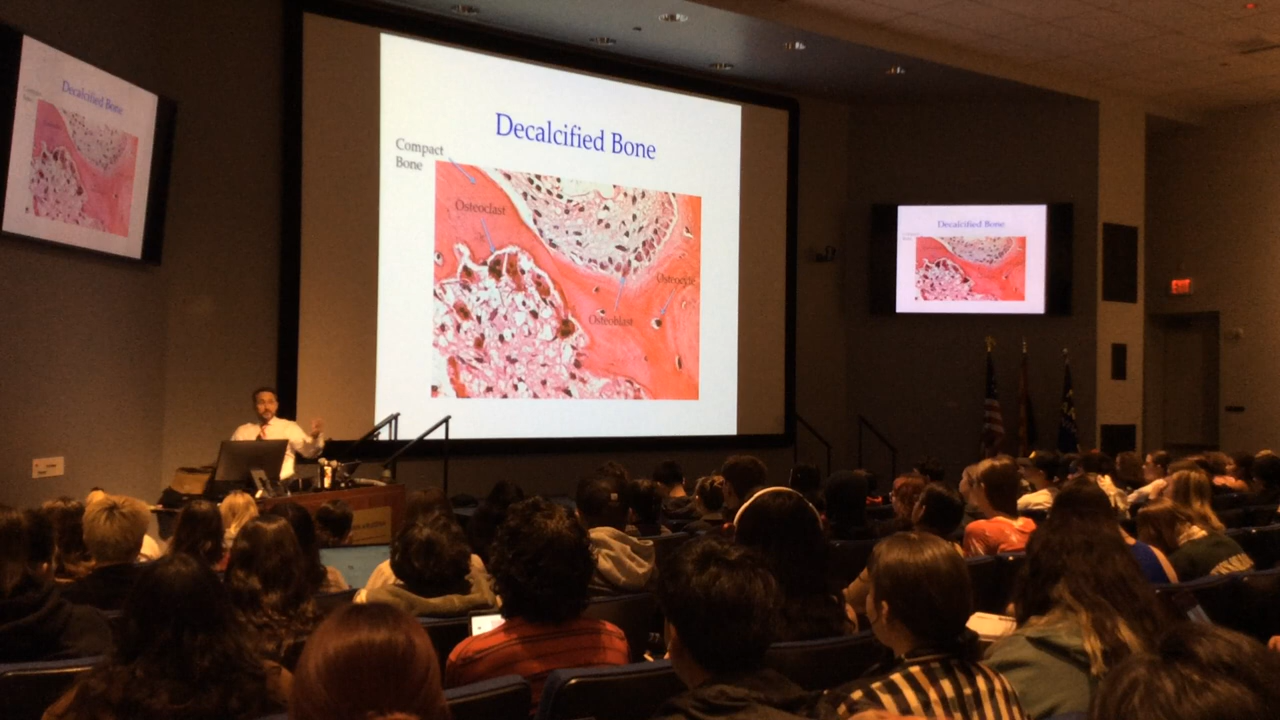 Decalcified Bone
Compact
Bone
Osteoclast
Osteocyte
Osteoblast
Decalcified Bone
Decalcified Bone